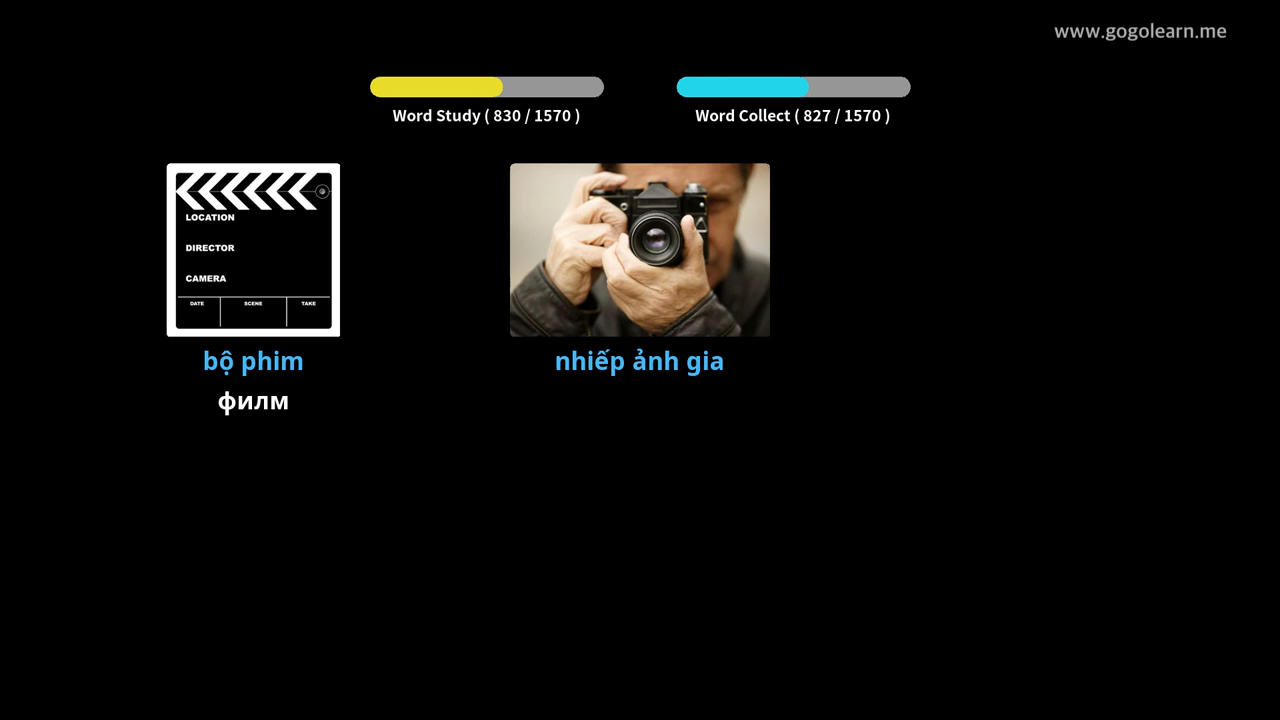 www.gogolearn.me
Word Study ( 830 / 1570 )
Word Collect ( 827 / 1570 )
LOCATION
DIRECTOR
CAMERA
DATE SCENE TAKE
bộ phim
nhiếp ảnh gia
филм